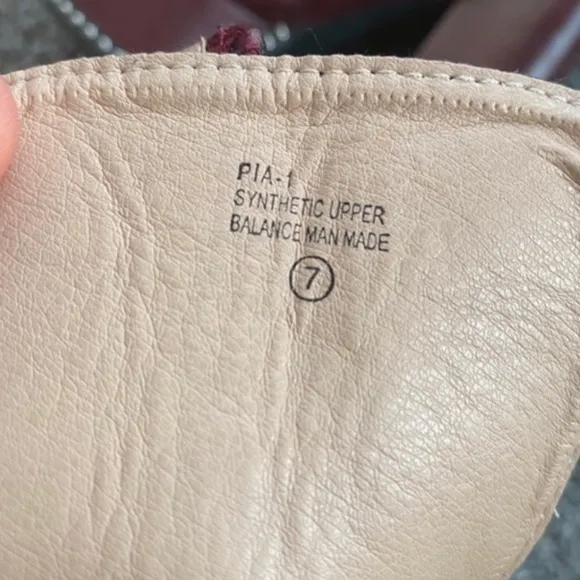 PIA-1
SYNTHETIC UPPER
BALANCE MAN MADE
7